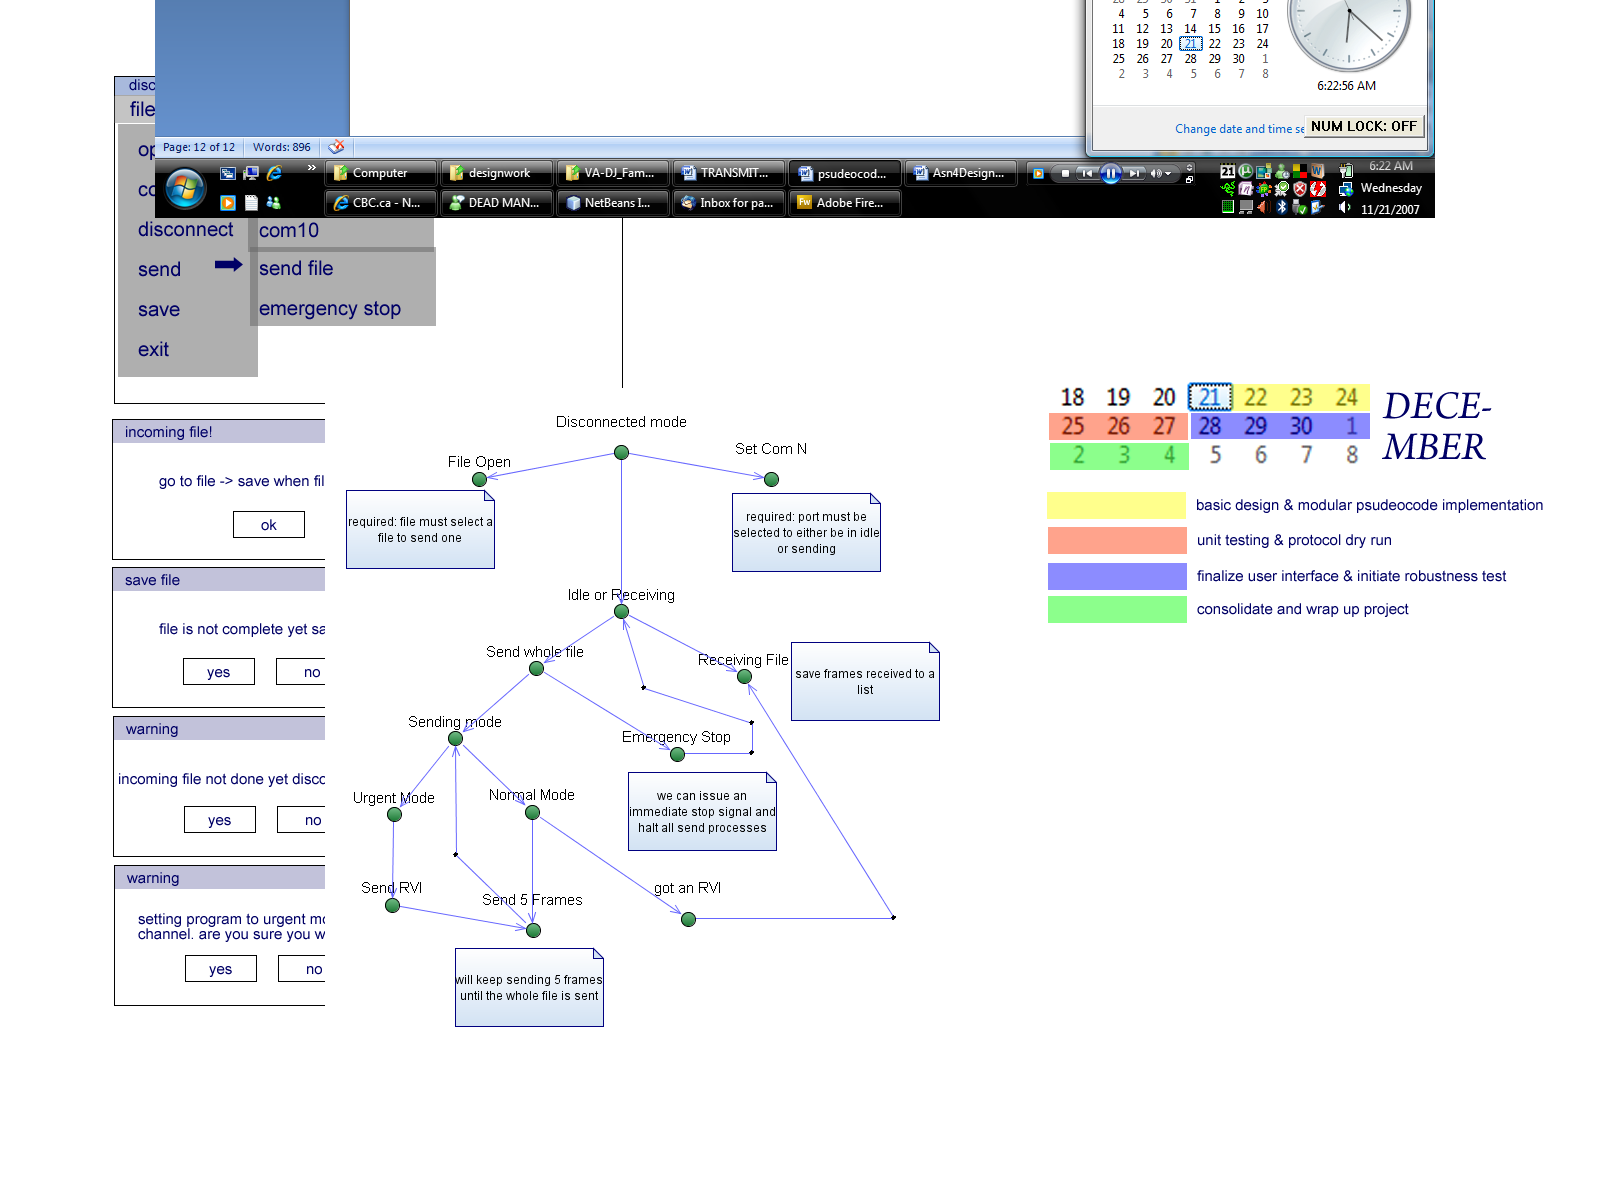 4 5 6 7 8 9 10
11 12 13 14 15 16 17
18 19 20 21 22 23 24
25 26 27 28 29 30 1
2 3 4 5 6 7 8
6:22:56 AM
Change date and time se
NUM LOCK: OFF
Page: 12 of 12 Words: 896
Computer designwork VA-DJ_Fam... TRANSMIT... psudeocod... Asn4Design...
CBC.ca - N... DEAD MAN... NetBeans I... Inbox for pa... Adobe Fire...
21
6:22 AM
Wednesday
11/21/2007
disc
file
op
co
disconnect
send
save
exit
com10
send file
emergency stop
incoming file!
go to file -> save when fil
ok
save file
file is not complete yet sa
yes no
warning
incoming file not done yet disco
yes no
warning
setting program to urgent mo
channel. are you sure you w
yes no
Disconnected mode
File Open
Set Com N
required: file must select a
file to send one
required: port must be
selected to either be in idle
or sending
Idle or Receiving
Send whole file
Receiving File
save frames received to a
list
Sending mode
Emergency Stop
we can issue an
immediate stop signal and
halt all send processes
Urgent Mode
Normal Mode
Send RVI
Send 5 Frames
got an RVI
will keep sending 5 frames
until the whole file is sent
18 19 20 21 22 23 24
25 26 27 28 29 30 1
2 3 4 5 6 7 8
DECE-
MBER
basic design & modular psudeocode implementation
unit testing & protocol dry run
finalize user interface & initiate robustness test
consolidate and wrap up project